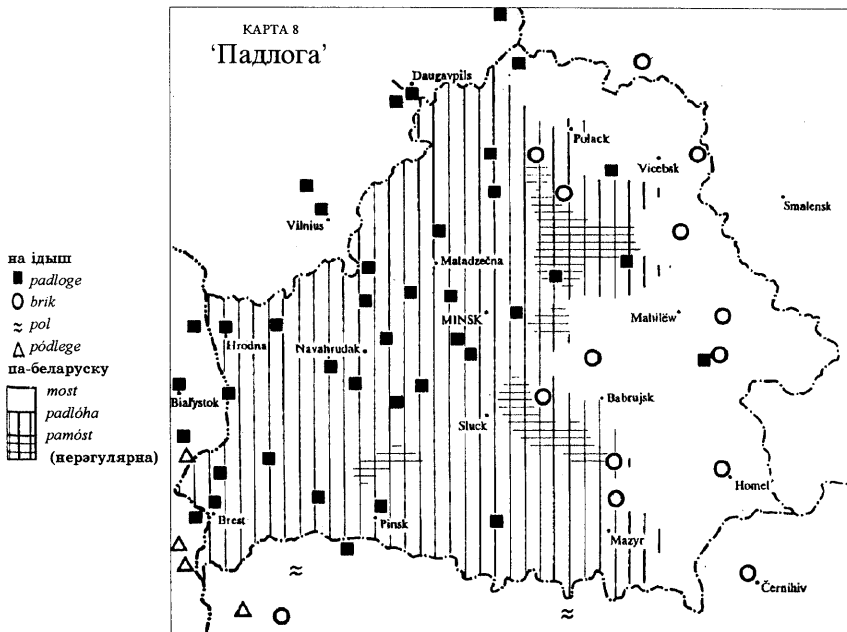 КАРТА 8
'Падлога'
Daugavpils
Polack
Vicebsk
Smalensk
Vilnius
Maladzečna
на ідыш
padloge
brik
pol
pódlege
па-беларуску
most
padlóha
pamóst
(нерэгулярна)
MINSK
Mahilëw
Hrodna
Navahrudak
Białystok
Babrujsk
Sluck
Homel
Brest
Pinsk
Mazyr
Černihiv